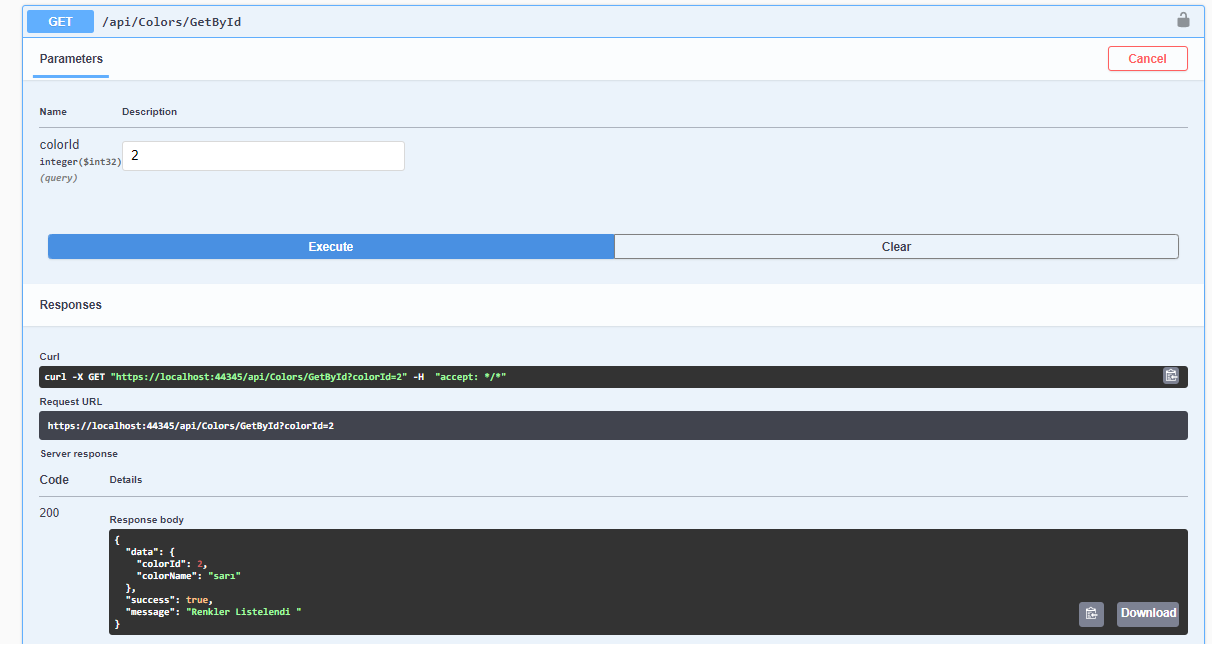 GET /api/Colors/GetById
Parameters
Cancel
Name Description
colorId
integer($int32)
(query)
2
Execute
Clear
Responses
Curl
curl -X GET "https://localhost:44345/api/Colors/GetById?colorId=2" -H  "accept: */*"
Request URL
https://localhost:44345/api/Colors/GetById?colorId=2
Server response
Code Details
200
Response body
{
  "data": {
    "colorId": 2,
    "colorName": "sarı"
  },
  "success": true,
  "message": "Renkler Listelendi "
}
Download